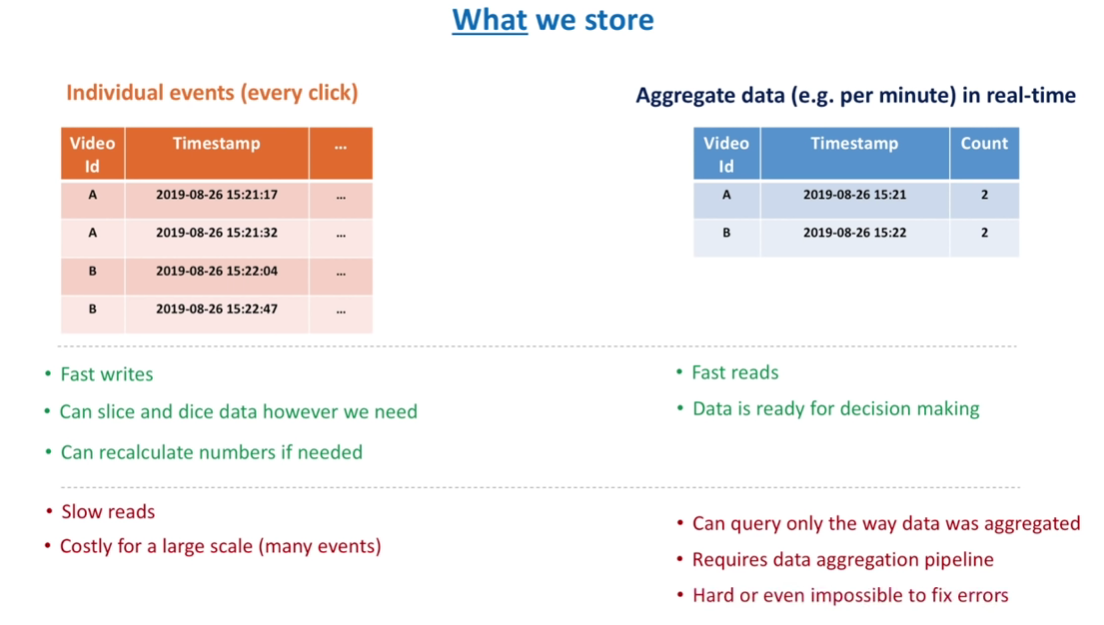 What we store
Individual events (every click)
Video Id Timestamp ...
A 2019-08-26 15:21:17 ...
A 2019-08-26 15:21:32 ...
B 2019-08-26 15:22:04 ...
B 2019-08-26 15:22:47 ...
• Fast writes
• Can slice and dice data however we need
• Can recalculate numbers if needed
• Slow reads
• Costly for a large scale (many events)
Aggregate data (e.g. per minute) in real-time
Video Id Timestamp Count
A 2019-08-26 15:21 2
B 2019-08-26 15:22 2
• Fast reads
• Data is ready for decision making
• Can query only the way data was aggregated
• Requires data aggregation pipeline
• Hard or even impossible to fix errors